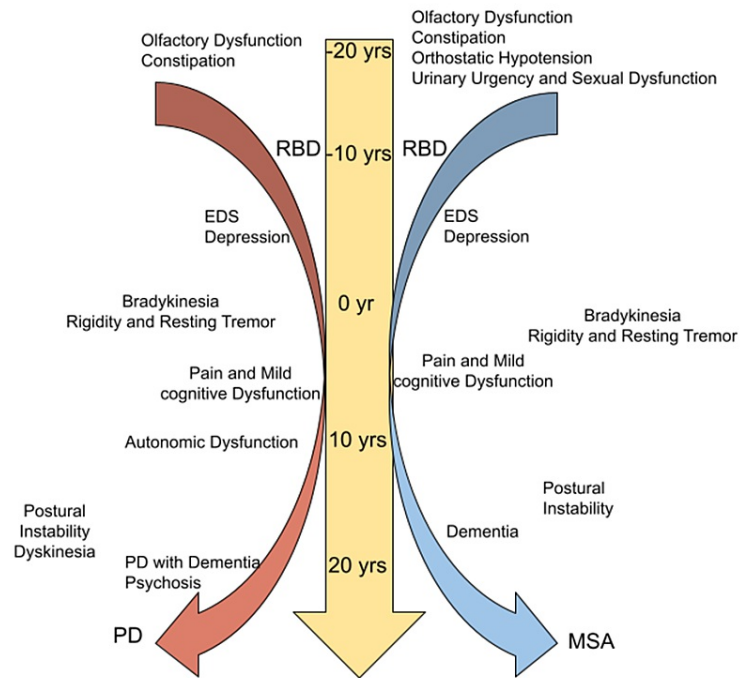 Olfactory Dysfunction
Constipation
Olfactory Dysfunction
Constipation
Orthostatic Hypotension
Urinary Urgency and Sexual Dysfunction
-20 yrs
RBD
-10 yrs
RBD
EDS
Depression
EDS
Depression
0 yr
Bradykinesia
Rigidity and Resting Tremor
Bradykinesia
Rigidity and Resting Tremor
Pain and Mild
cognitive Dysfunction
Pain and Mild
cognitive Dysfunction
Autonomic Dysfunction
10 yrs
Postural
Instability
Dyskinesia
Postural
Instability
Dementia
PD with Dementia
Psychosis
20 yrs
PD
MSA